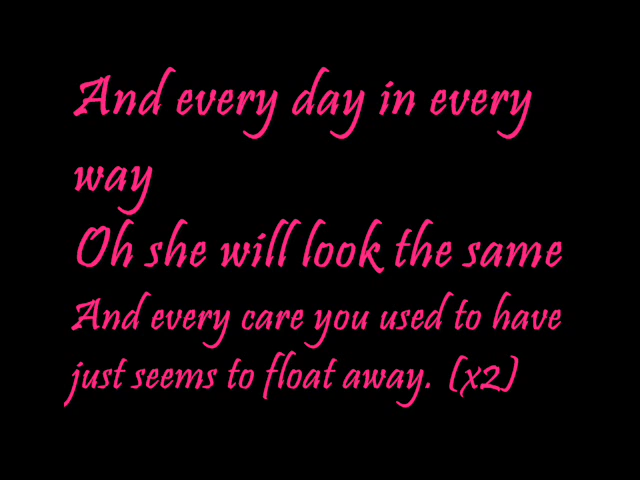 And every day in every
way
Oh she will look the same
And every care you used to have
just seems to float away. (x2)